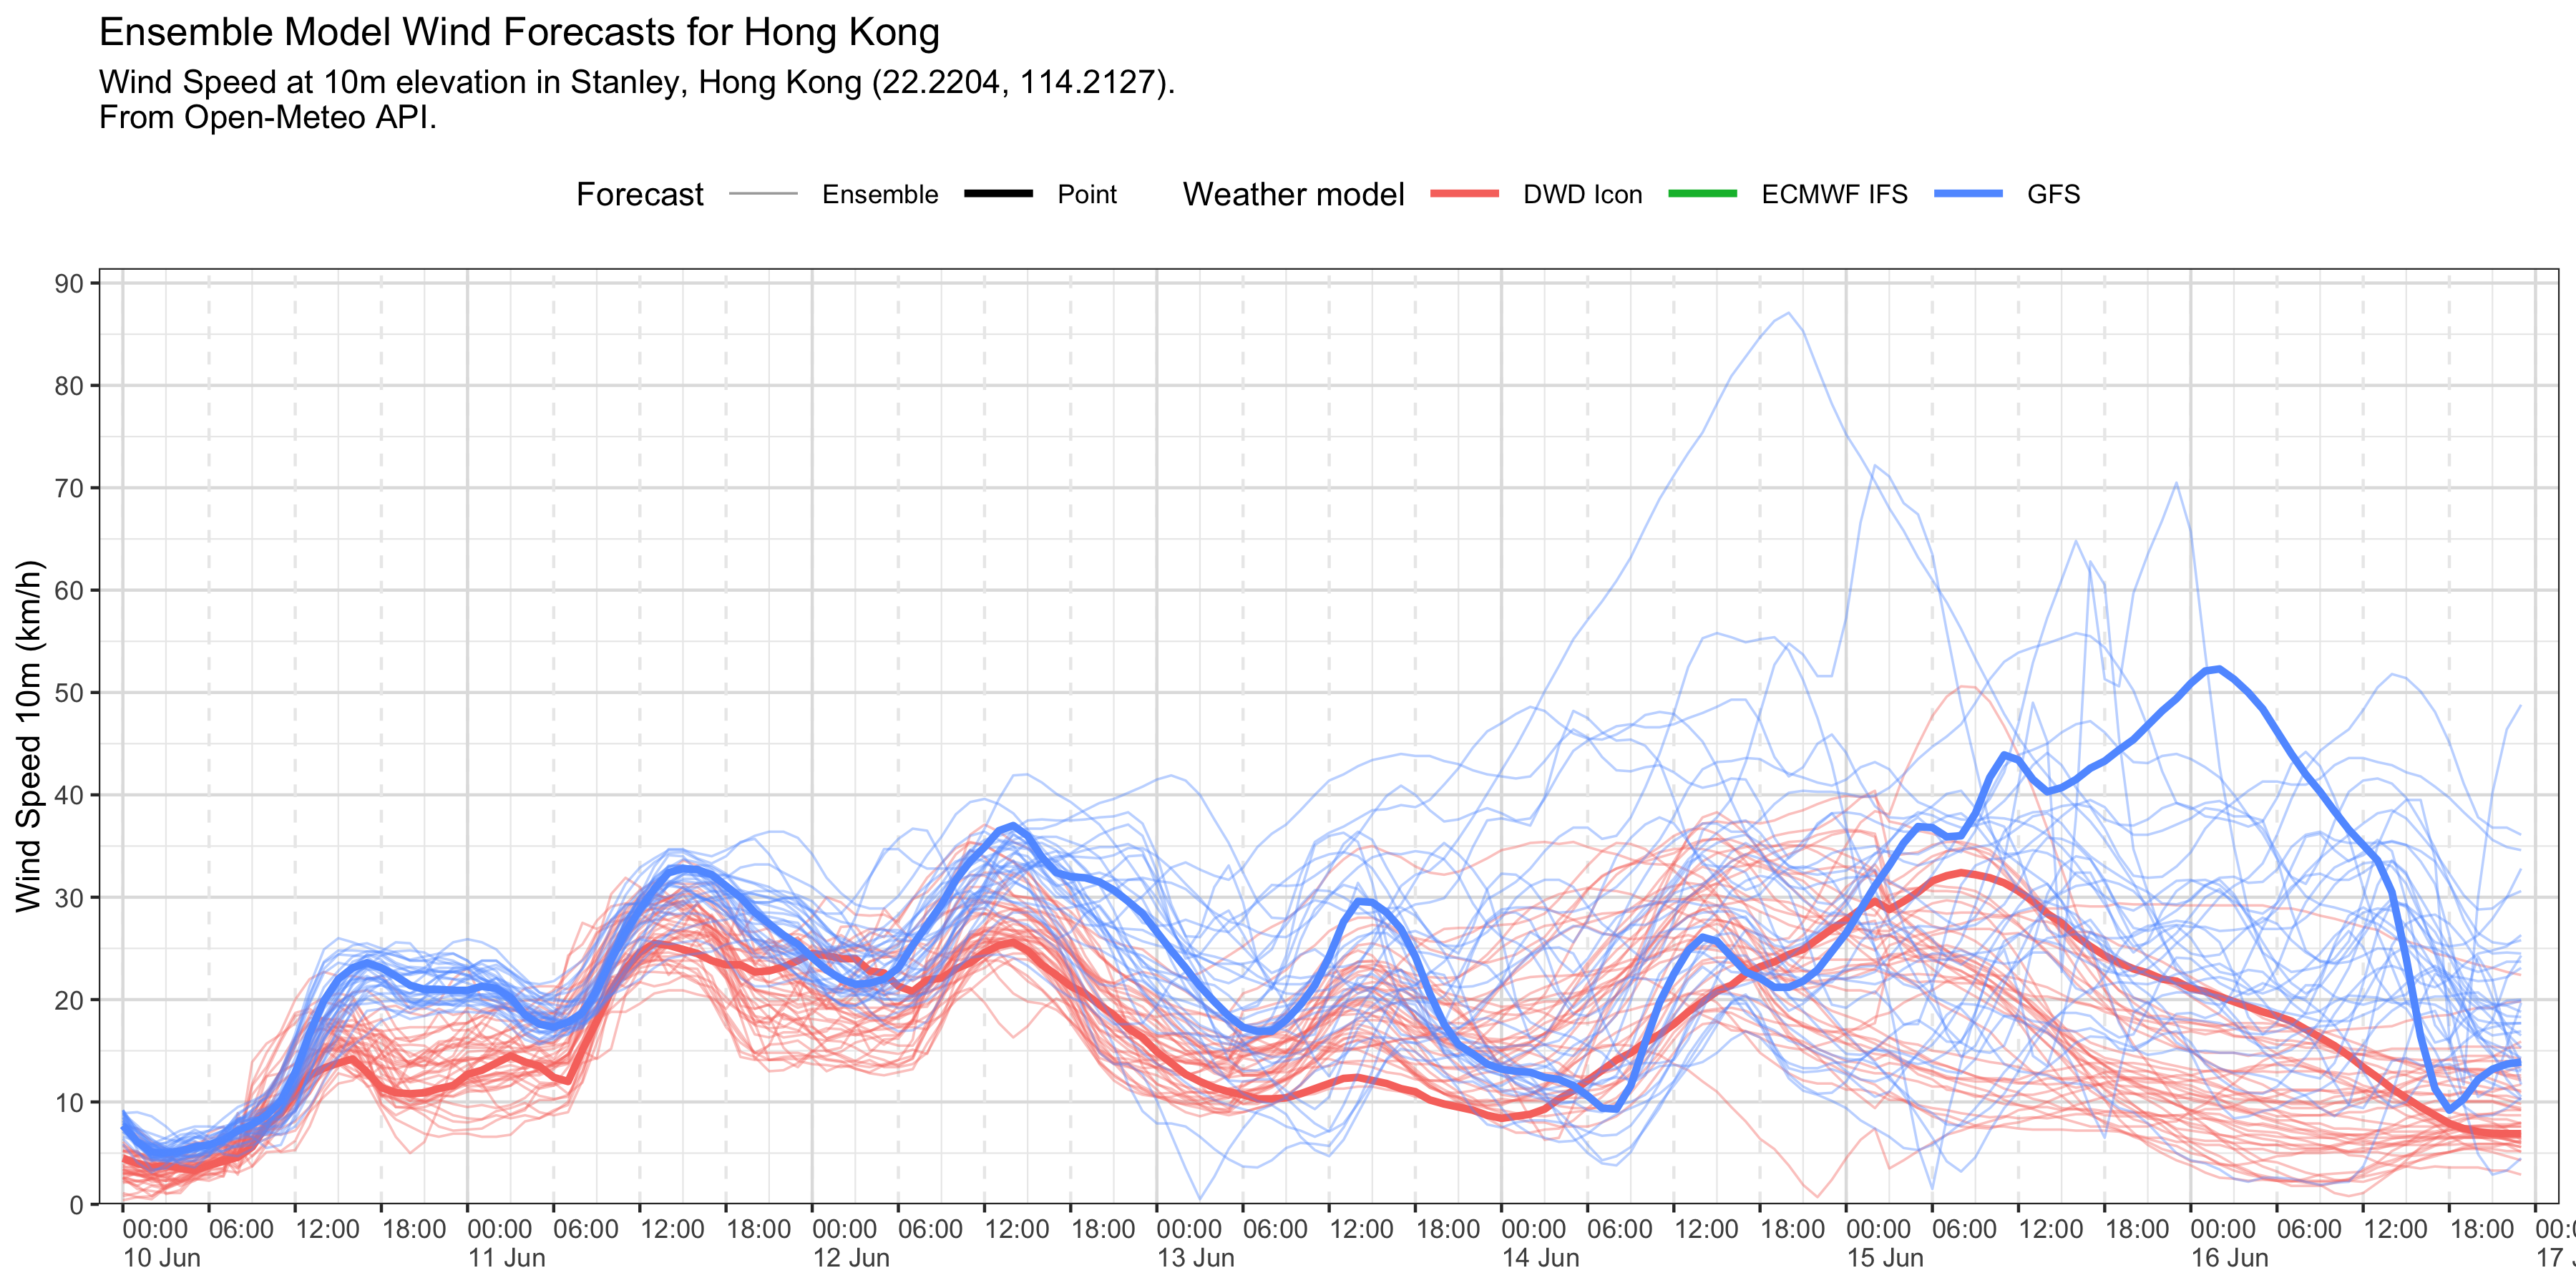 Ensemble Model Wind Forecasts for Hong Kong
Wind Speed at 10m elevation in Stanley, Hong Kong (22.2204, 114.2127).
From Open-Meteo API.
Forecast Ensemble Point Weather model DWD Icon ECMWF IFS GFS
Wind Speed 10m (km/h)
90
80
70
60
50
40
30
20
10
0
00:00 06:00 12:00 18:00 00:00 06:00 12:00 18:00 00:00 06:00 12:00 18:00 00:00 06:00 12:00 18:00 00:00 06:00 12:00 18:00 00:00 06:00 12:00 18:00 00:00 06:00 12:00 18:00
10 Jun 11 Jun 12 Jun 13 Jun 14 Jun 15 Jun 16 Jun 17